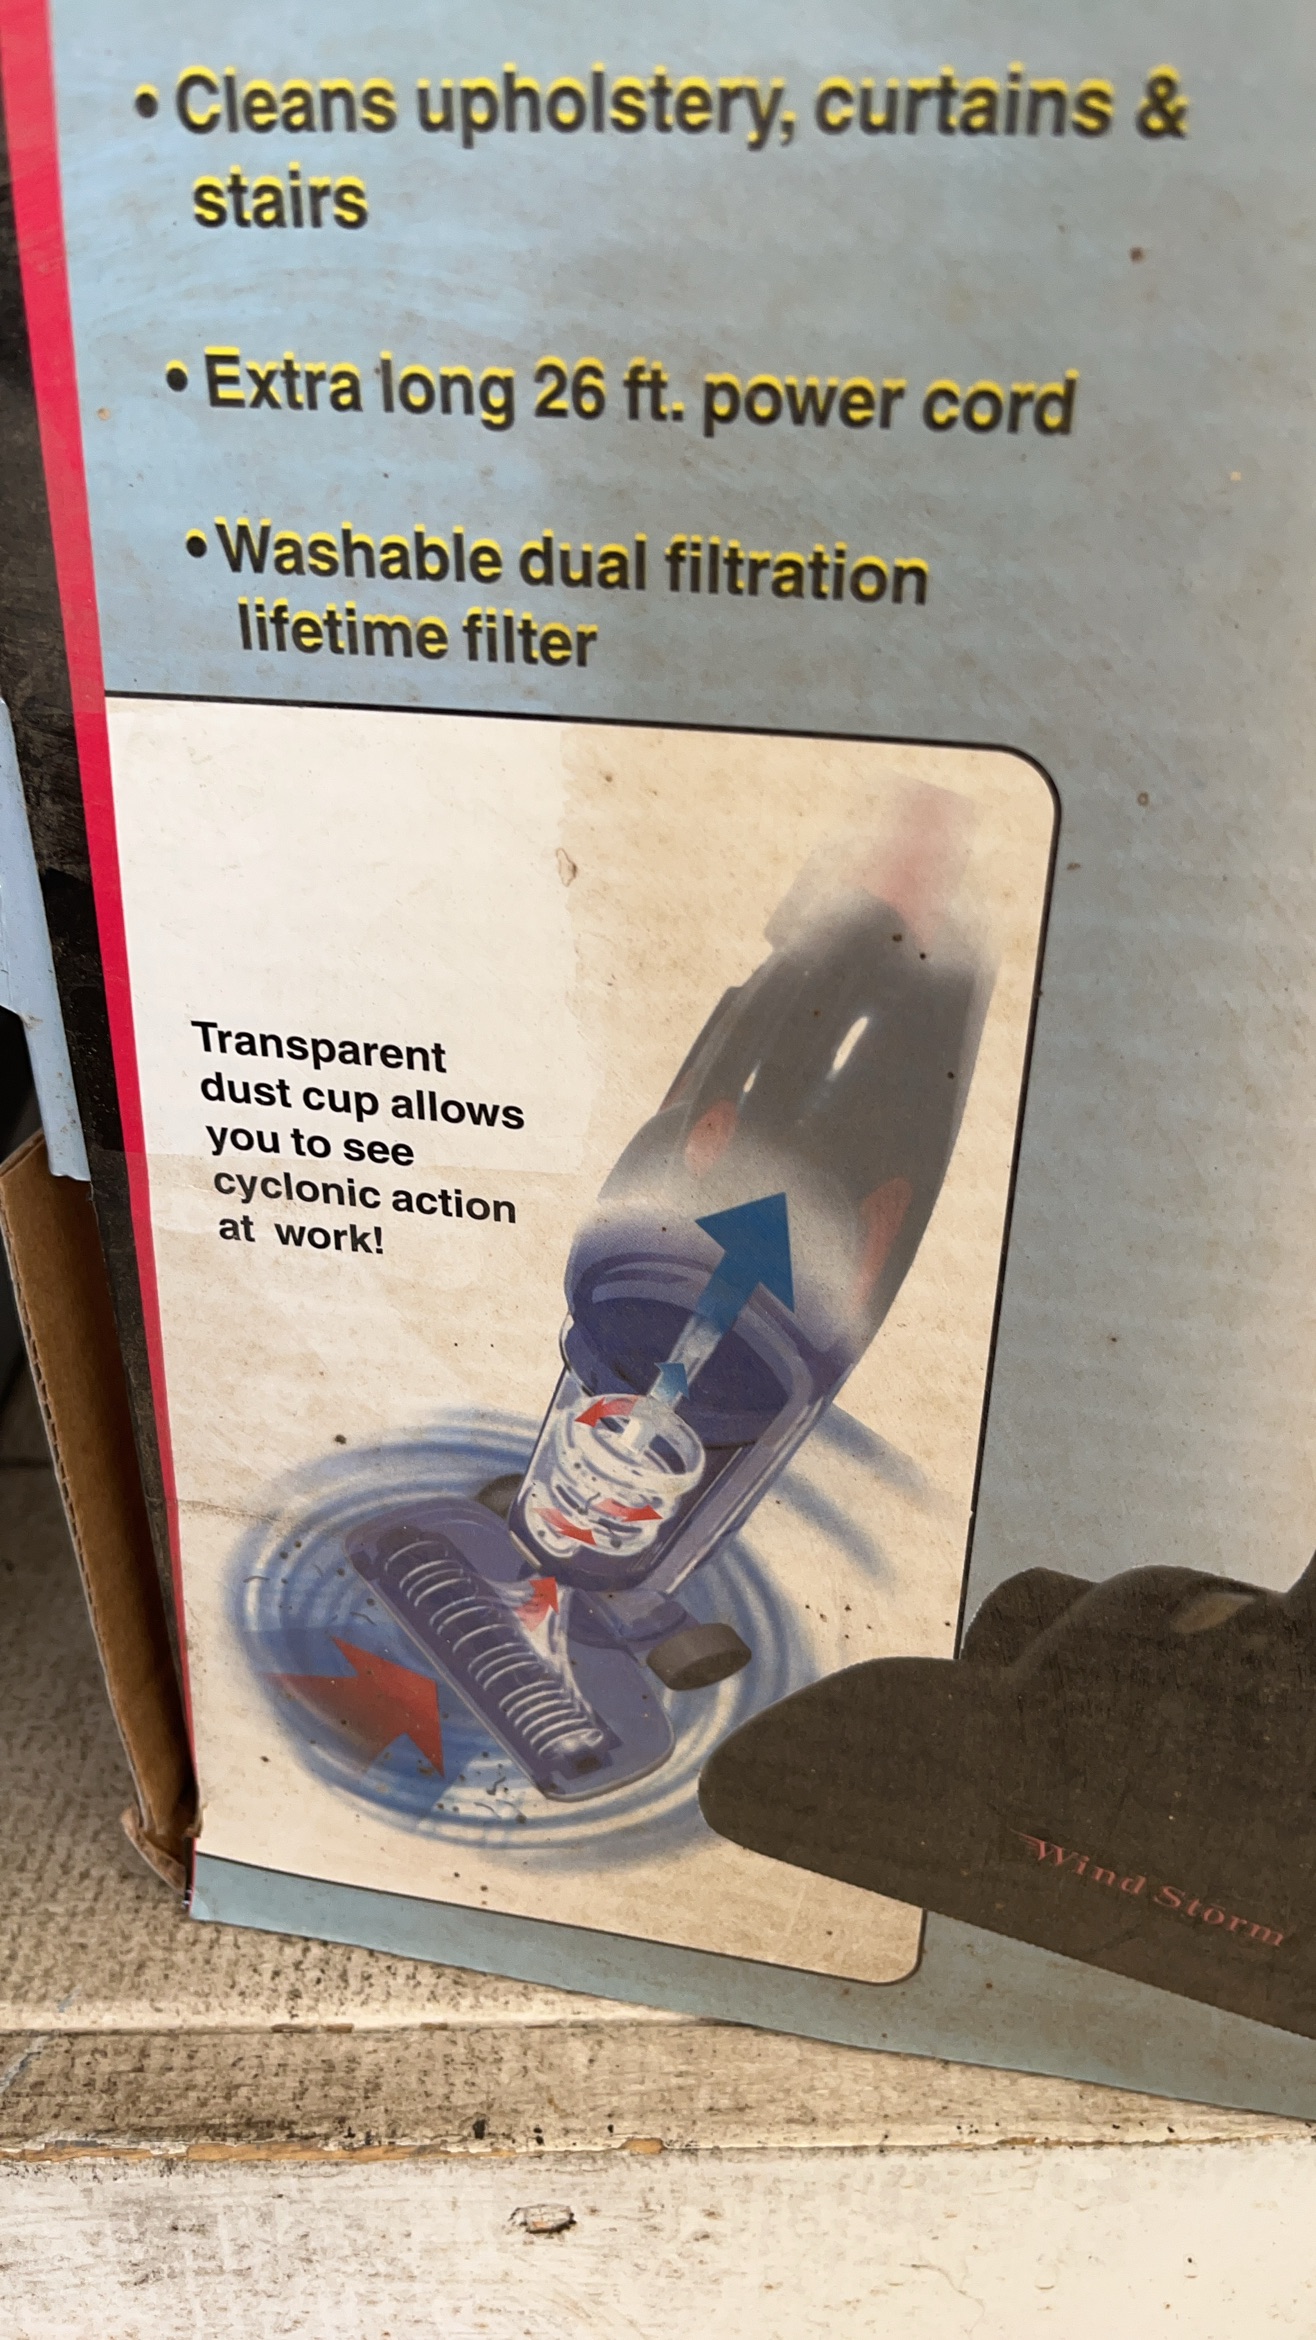 • Cleans upholstery, curtains &
stairs
• Extra long 26 ft. power cord
• Washable dual filtration
lifetime filter
Transparent
dust cup allows
you to see
cyclonic action
at work!
Wind Storm